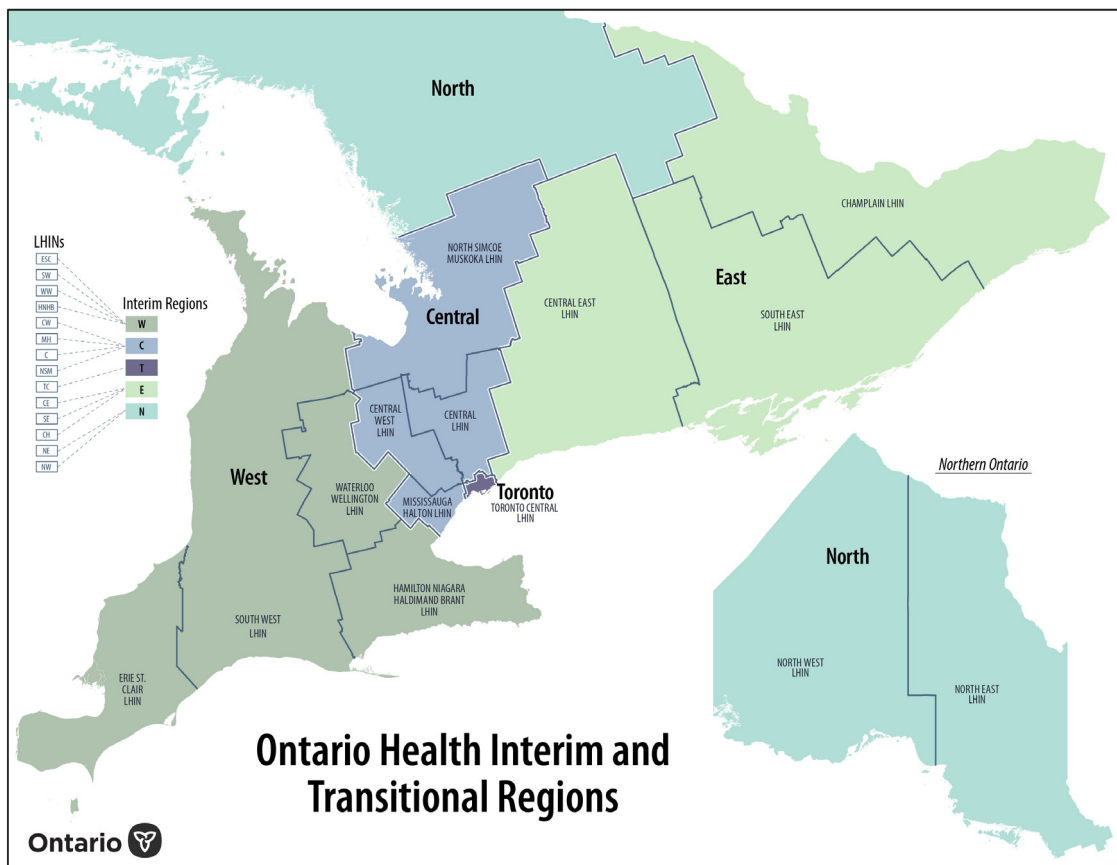 North
CHAMPLAIN LHIN
NORTH SIMCOE
MUSKOKA LHIN
East
CENTRAL EAST
LHIN
SOUTH EAST
LHIN
Central
LHINs
ESC
SW
WW
HNHB
CW
MH
C
NSM
TC
CE
SE
CH
NE
NW
Interim Regions
W
C
T
E
N
CENTRAL
WEST
LHIN
CENTRAL
LHIN
West
WATERLOO
WELLINGTON
LHIN
MISSISSAUGA
HALTON LHIN
Toronto
TORONTO CENTRAL
LHIN
HAMILTON NIAGARA
HALDIMAND BRANT
LHIN
SOUTH WEST
LHIN
ERIE ST.
CLAIR
LHIN
Northern Ontario
North
NORTH WEST
LHIN
NORTH EAST
LHIN
Ontario Health Interim and
Transitional Regions
Ontario